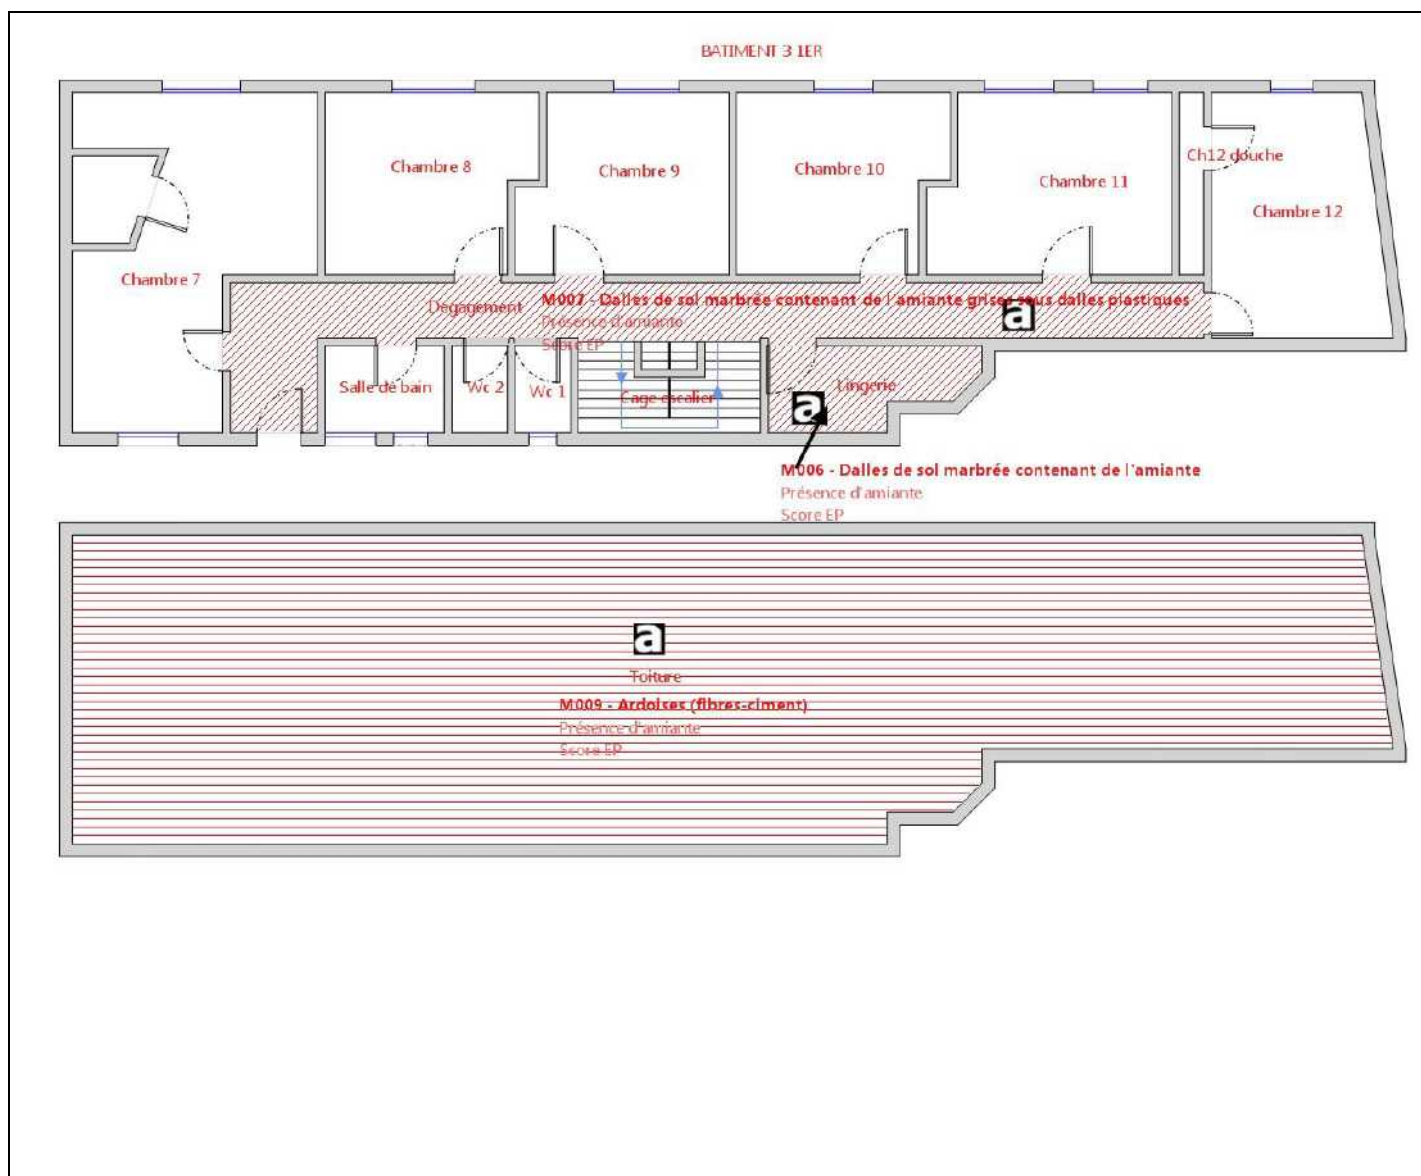 BATIMENT 3 1ER
Chambre 8
Chambre 9
Chambre 10
Chambre 11
Ch12 douche
Chambre 12
Chambre 7
Dégagement
M007 - Dalles de sol marbrée contenant de l'amiante grises sous dalles plastiques
Présence d'amiante
Score EP
a
Salle de bain
Wc 2
Wc 1
Cage escalier
Lingerie
a
M006 - Dalles de sol marbrée contenant de l'amiante
Présence d'amiante
Score EP
a
Toiture
M009 - Ardoises (fibres-ciment)
Présence d'amiante
Score EP